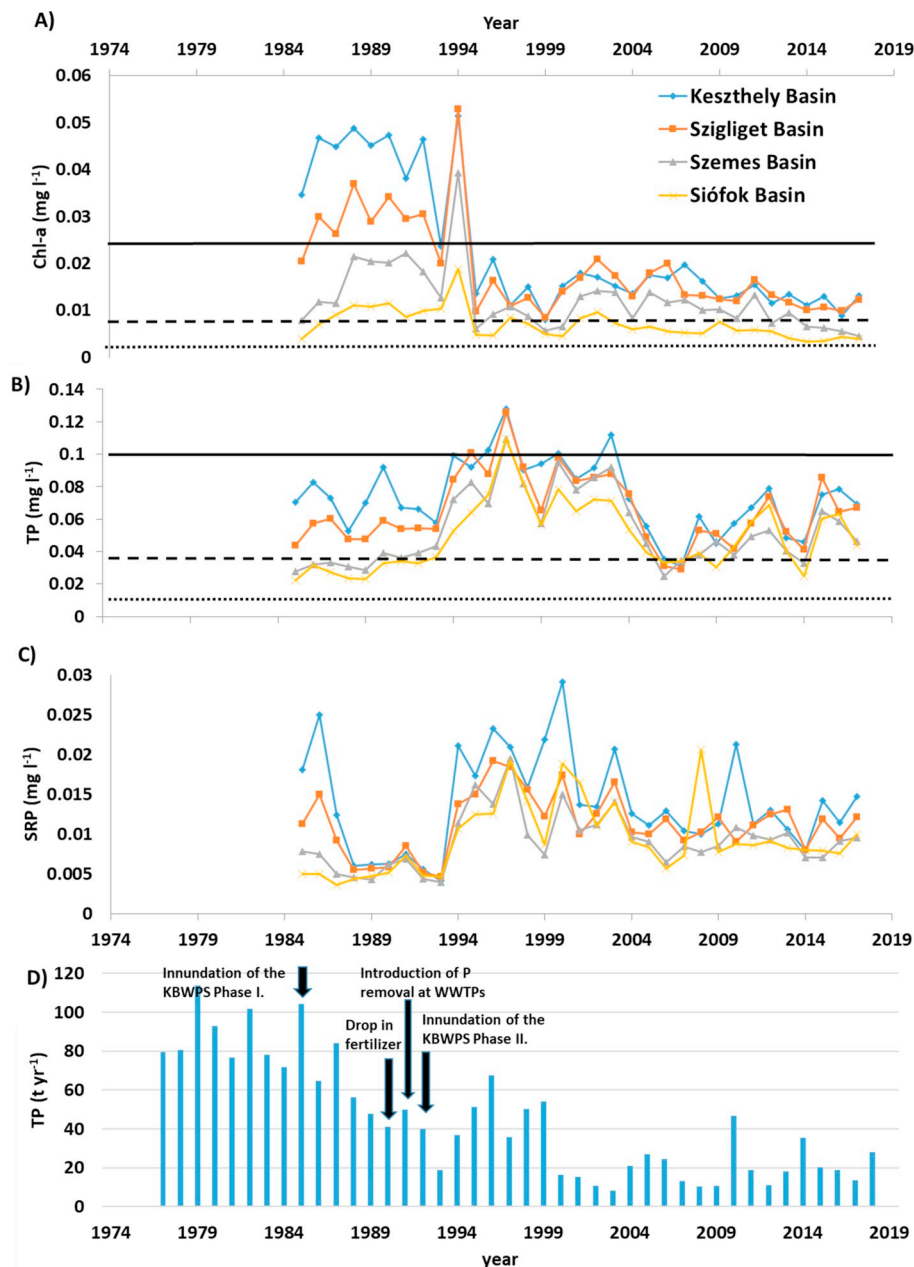 A)
Year
1974 1979 1984 1989 1994 1999 2004 2009 2014 2019
0.06
0.05
0.04
0.03
0.02
0.01
0
Chl-a (mg l-1)
Keszthely Basin
Szigliget Basin
Szemes Basin
Siófok Basin
B)
0.14
0.12
0.1
0.08
0.06
0.04
0.02
0
TP (mg l-1)
C)
0.03
0.025
0.02
0.015
0.01
0.005
0
SRP (mg l-1)
1974 1979 1984 1989 1994 1999 2004 2009 2014 2019
D)
120
100
80
60
40
20
0
TP (t yr-1)
Innundation of the
KBWPS Phase I.
Drop in
fertilizer
Introduction of P
removal at WWTPs
Innundation of the
KBWPS Phase II.
1974 1979 1984 1989 1994 1999 2004 2009 2014 2019
year